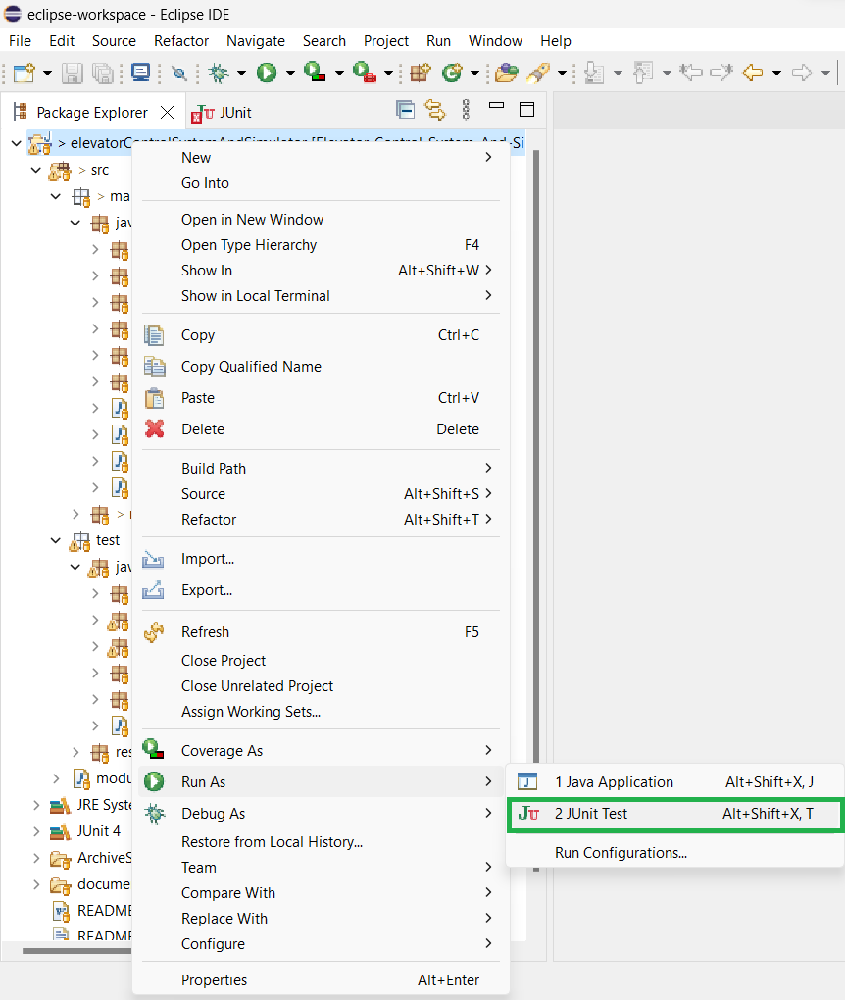 eclipse-workspace - Eclipse IDE
File Edit Source Refactor Navigate Search Project Run Window Help
Package Explorer JUnit
> elevatorControlSystemAndSimulator [Elevator-Control-System-And-Si
> src
> ma
jav
test
jav
res
modu
JRE Syste
JUnit 4
ArchiveS
docume
README
README
New
Go Into
Open in New Window
Open Type Hierarchy F4
Show In Alt+Shift+W >
Show in Local Terminal
Copy Ctrl+C
Copy Qualified Name
Paste Ctrl+V
Delete Delete
Build Path
Source Alt+Shift+S >
Refactor Alt+Shift+T >
Import...
Export...
Refresh F5
Close Project
Close Unrelated Project
Assign Working Sets...
Coverage As
Run As
Debug As
Restore from Local History...
Team
Compare With
Replace With
Configure
Properties Alt+Enter
1 Java Application Alt+Shift+X, J
Ju 2 JUnit Test Alt+Shift+X, T
Run Configurations...